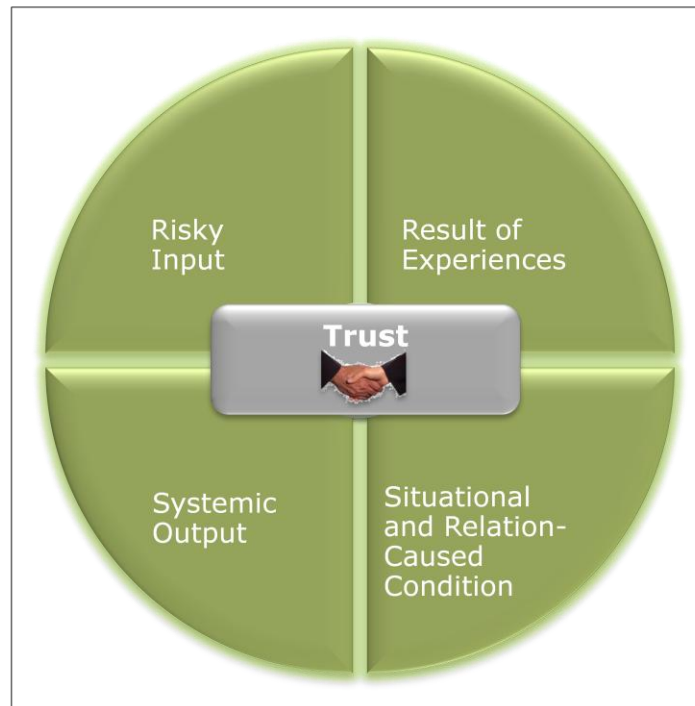 Risky
Input
Result of
Experiences
Trust
Systemic
Output
Situational
and Relation-
Caused
Condition